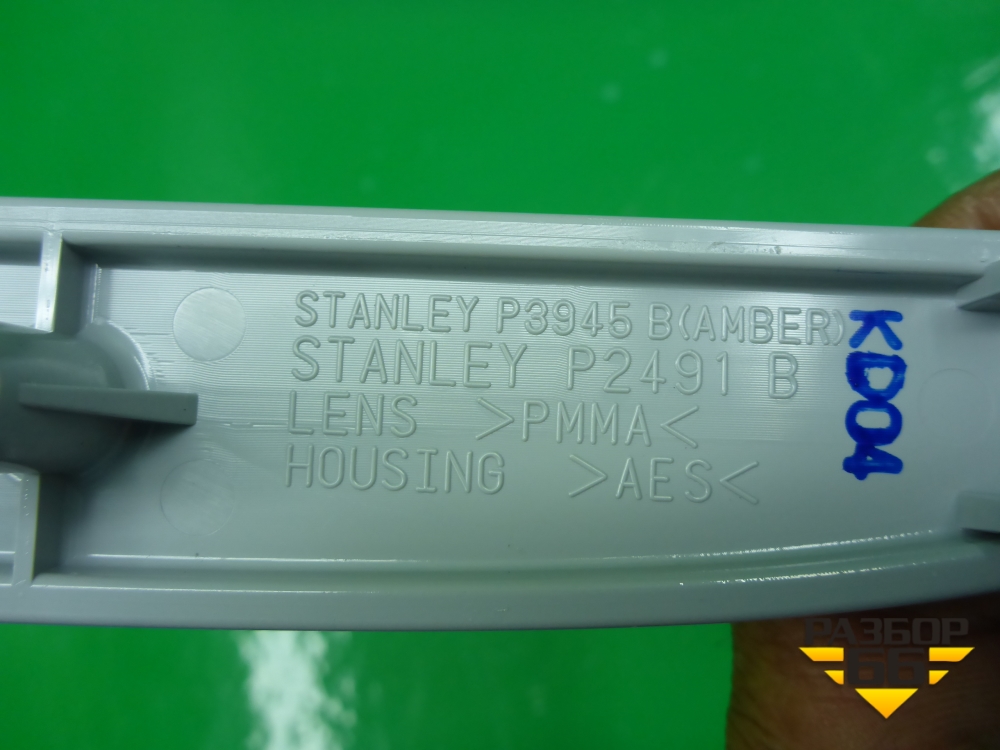 STANLEY P3945 B(AMBER)
STANLEY P2491 B
LENS >PMMA<
HOUSING >AES<
KD04
РАЗБОР
66